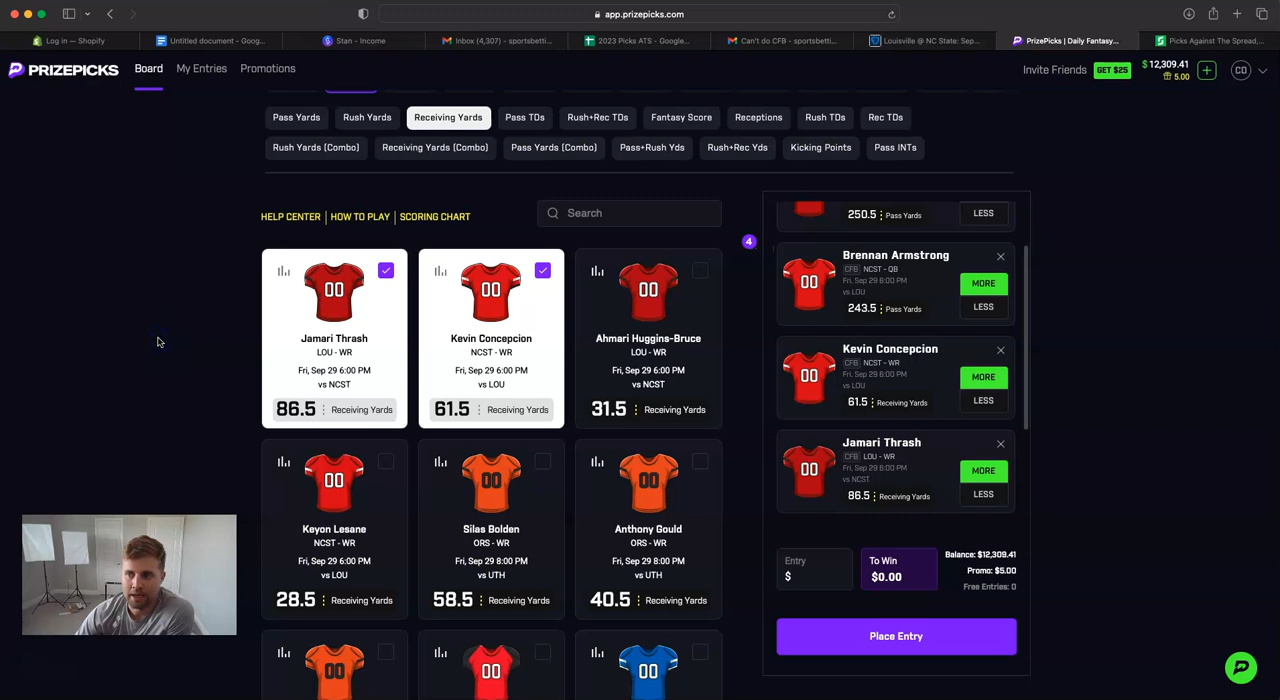 app.prizepicks.com
Log in — Shopify
Untitled document - Goog...
Stan - Income
Inbox (4,307) - sportsbetti...
2023 Picks ATS - Google...
Can't do CFB - sportsbetti...
Louisville @ NC State: Sep...
PrizePicks | Daily Fantasy...
Picks Against The Spread,...
PRIZEPICKS
Board
My Entries
Promotions
Invite Friends
GET $25
$ 12,309.41
5.00
CD
Pass Yards
Rush Yards
Receiving Yards
Pass TDs
Rush+Rec TDs
Fantasy Score
Receptions
Rush TDs
Rec TDs
Rush Yards (Combo)
Receiving Yards (Combo)
Pass Yards (Combo)
Pass+Rush Yds
Rush+Rec Yds
Kicking Points
Pass INTs
HELP CENTER | HOW TO PLAY | SCORING CHART
Search
00
Jamari Thrash
LOU - WR
Fri, Sep 29 6:00 PM
vs NCST
86.5 Receiving Yards
00
Kevin Concepcion
NCST - WR
Fri, Sep 29 6:00 PM
vs LOU
61.5 Receiving Yards
00
Ahmari Huggins-Bruce
LOU - WR
Fri, Sep 29 6:00 PM
vs NCST
31.5 Receiving Yards
00
Keyon Lesane
NCST - WR
Fri, Sep 29 6:00 PM
vs LOU
28.5 Receiving Yards
00
Silas Bolden
ORS - WR
Fri, Sep 29 8:00 PM
vs UTH
58.5 Receiving Yards
00
Anthony Gould
ORS - WR
Fri, Sep 29 8:00 PM
vs UTH
40.5 Receiving Yards
00
00
00
4
250.5 Pass Yards
LESS
00
Brennan Armstrong
CFB NCST - QB
Fri, Sep 29 6:00 PM
vs LOU
243.5 Pass Yards
MORE
LESS
00
Kevin Concepcion
CFB NCST - WR
Fri, Sep 29 6:00 PM
vs LOU
61.5 Receiving Yards
MORE
LESS
00
Jamari Thrash
CFB LOU - WR
Fri, Sep 29 6:00 PM
vs NCST
86.5 Receiving Yards
MORE
LESS
Entry
$
To Win
$0.00
Balance: $12,309.41
Promo: $5.00
Free Entries: 0
Place Entry